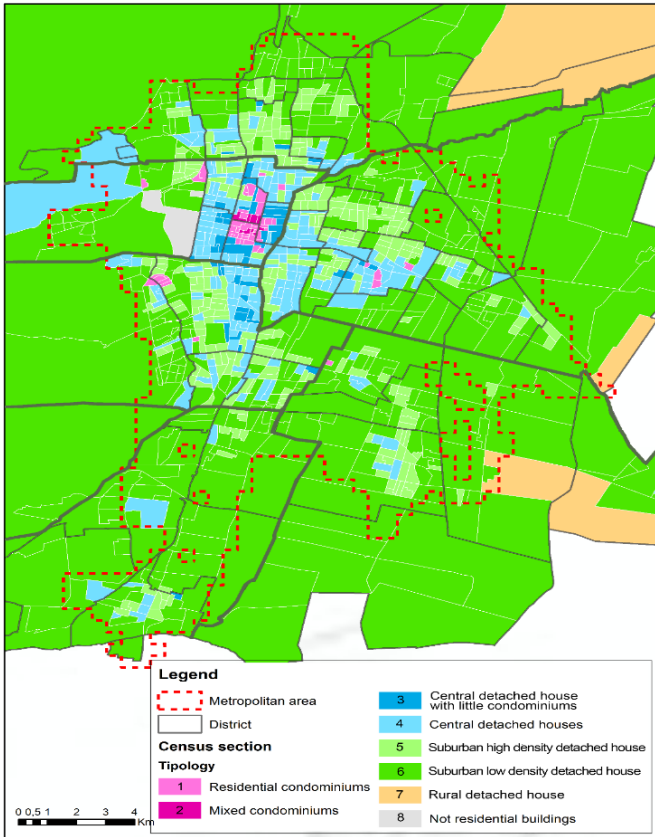 Legend
Metropolitan area
District
Census section
Tipology
1 Residential condominiums
2 Mixed condominiums
3 Central detached house
with little condominiums
4 Central detached houses
5 Suburban high density detached house
6 Suburban low density detached house
7 Rural detached house
8 Not residential buildings
0 0,5 1 2 3 4
Km